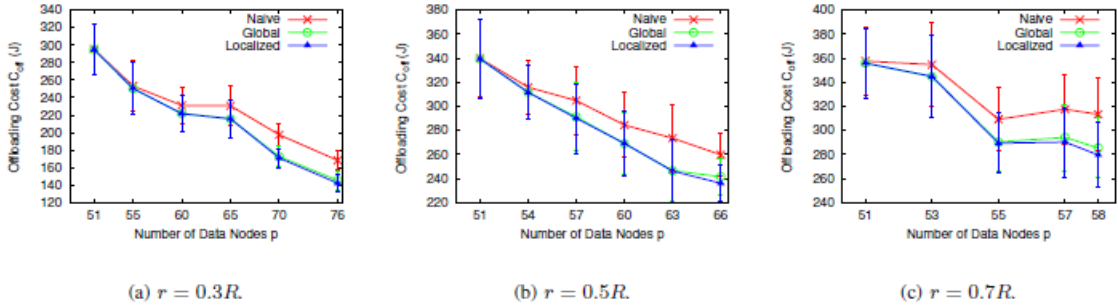 Offloading Cost C_off (J)
340
320
300
280
260
240
220
200
180
160
140
120
Naive
Global
Localized
51 55 60 65 70 76
Number of Data Nodes p
(a) r = 0.3R.
Offloading Cost C_off (J)
380
360
340
320
300
280
260
240
220
Naive
Global
Localized
51 54 57 60 63 66
Number of Data Nodes p
(b) r = 0.5R.
Offloading Cost C_off (J)
400
380
360
340
320
300
280
260
240
Naive
Global
Localized
51 53 55 57 58
Number of Data Nodes p
(c) r = 0.7R.